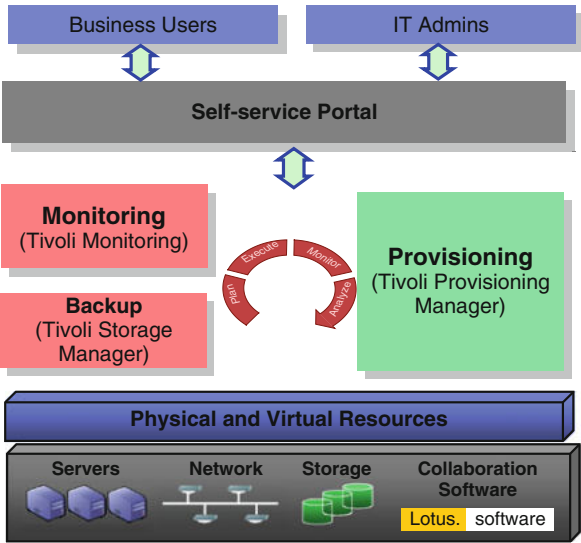 Business Users
IT Admins
Self-service Portal
Monitoring
(Tivoli Monitoring)
Backup
(Tivoli Storage
Manager)
Plan
Execute
Monitor
Analyze
Provisioning
(Tivoli Provisioning
Manager)
Physical and Virtual Resources
Servers
Network
Storage
Collaboration
Software
Lotus. software